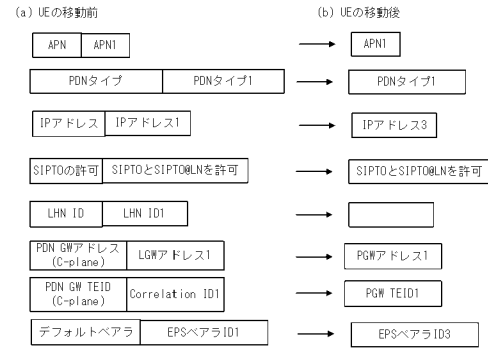 (a) UEの移動前 (b) UEの移動後
APN APN1 APN1
PDNタイプ PDNタイプ1 PDNタイプ1
IPアドレス IPアドレス1 IPアドレス3
SIPTOの許可 SIPTOとSIPTO@LNを許可 SIPTOとSIPTO@LNを許可
LHN ID LHN ID1
PDN GWアドレス
(C-plane) LGWアドレス1 PGWアドレス1
PDN GW TEID
(C-plane) Correlation ID1 PGW TEID1
デフォルトベアラ EPSベアラID1 EPSベアラID3